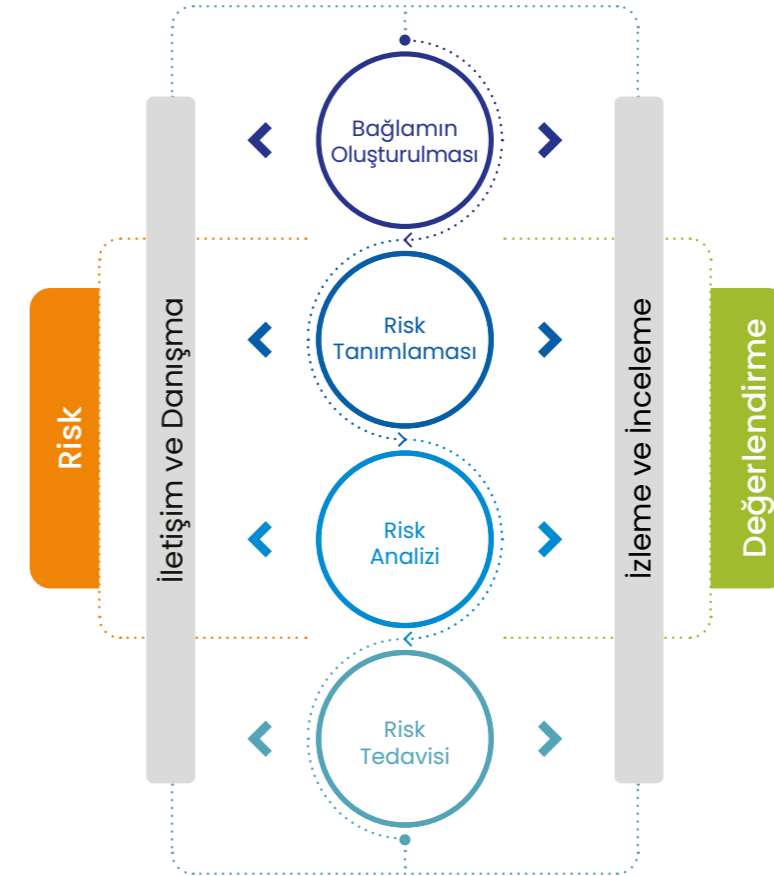 Bağlamın
Oluşturulması
Risk
Tanımlaması
Risk
Analizi
Risk
Tedavisi
Risk
İletişim ve Danışma
İzleme ve İnceleme
Değerlendirme